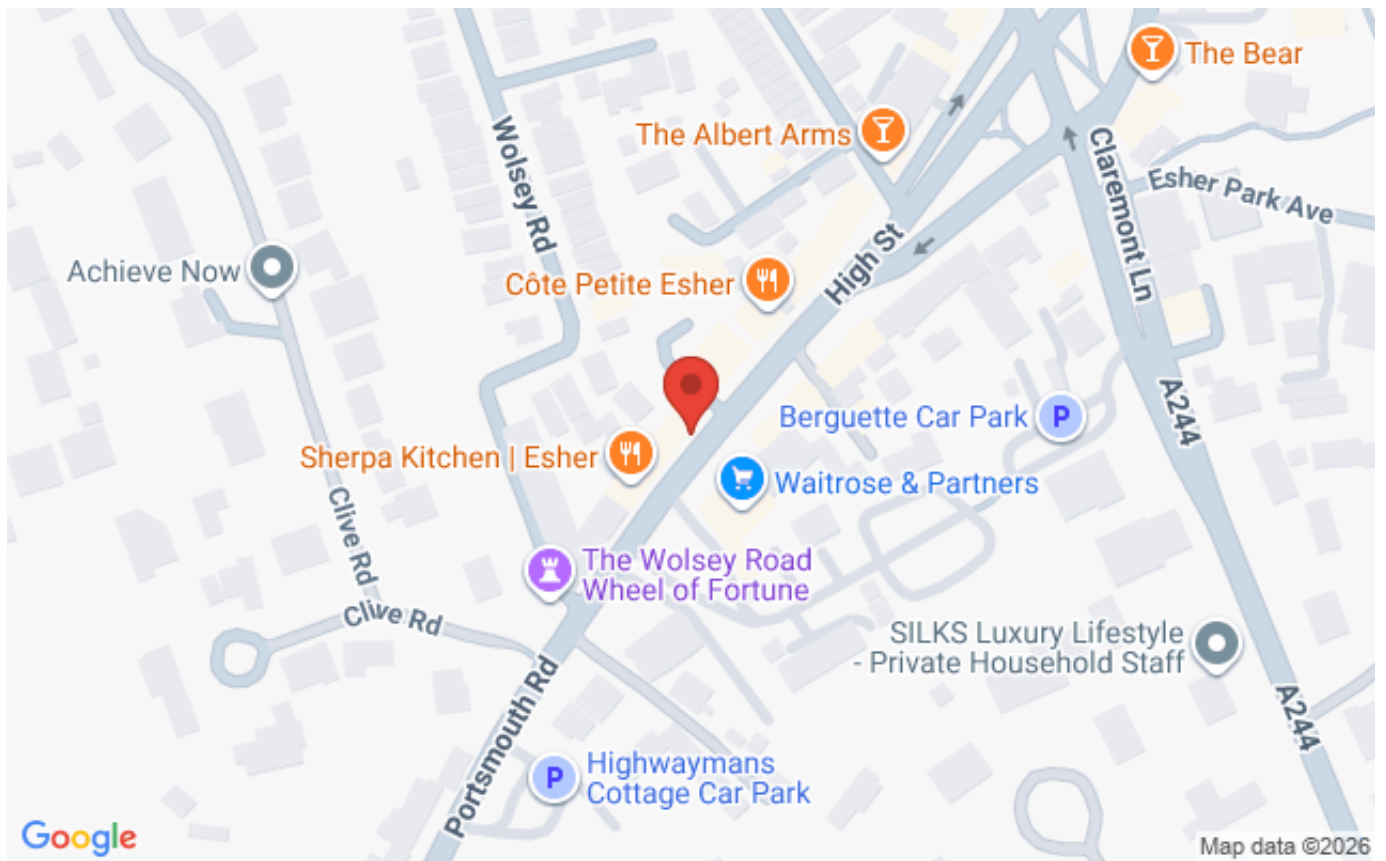 The Bear
The Albert Arms
Wolsey Rd
Claremont Ln
Esher Park Ave
High St
Achieve Now
Côte Petite Esher
A244
Berguette Car Park
Sherpa Kitchen | Esher
Waitrose & Partners
Clive Rd
The Wolsey Road
Wheel of Fortune
Clive Rd
SILKS Luxury Lifestyle
- Private Household Staff
Portsmouth Rd
A244
P
P
Highwaymans
Cottage Car Park
Google
Map data ©2026